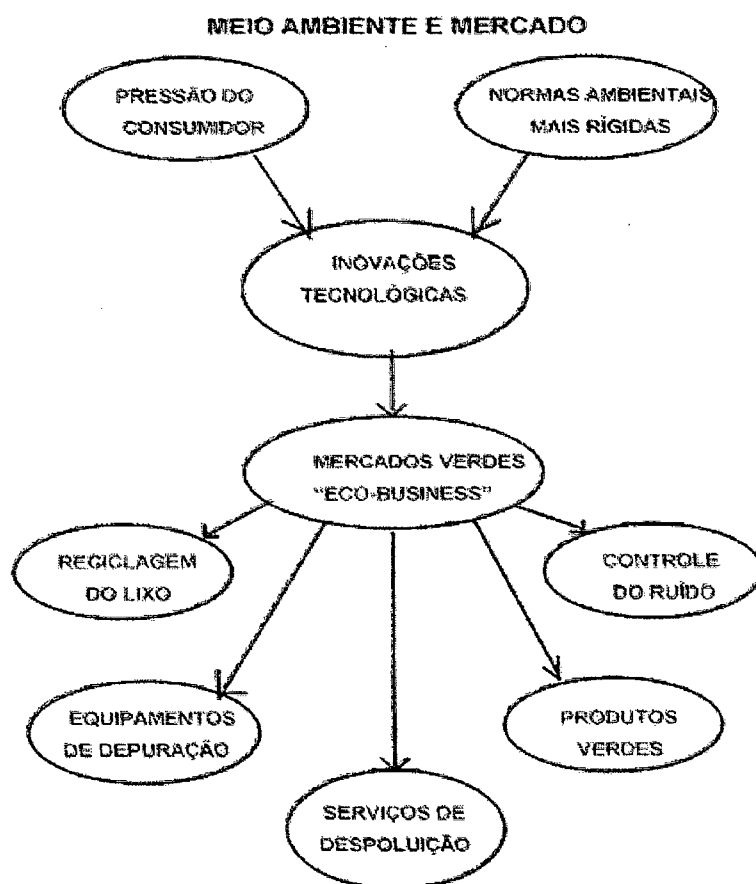 MEIO AMBIENTE E MERCADO
PRESSÃO DO
CONSUMIDOR
NORMAS AMBIENTAIS
MAIS RÍGIDAS
INOVAÇÕES
TECNOLÓGICAS
MERCADOS VERDES
"ECO-BUSINESS"
RECICLAGEM
DO LIXO
CONTROLE
DO RUÍDO
EQUIPAMENTOS
DE DEPURAÇÃO
PRODUTOS
VERDES
SERVIÇOS DE
DESPOLUIÇÃO